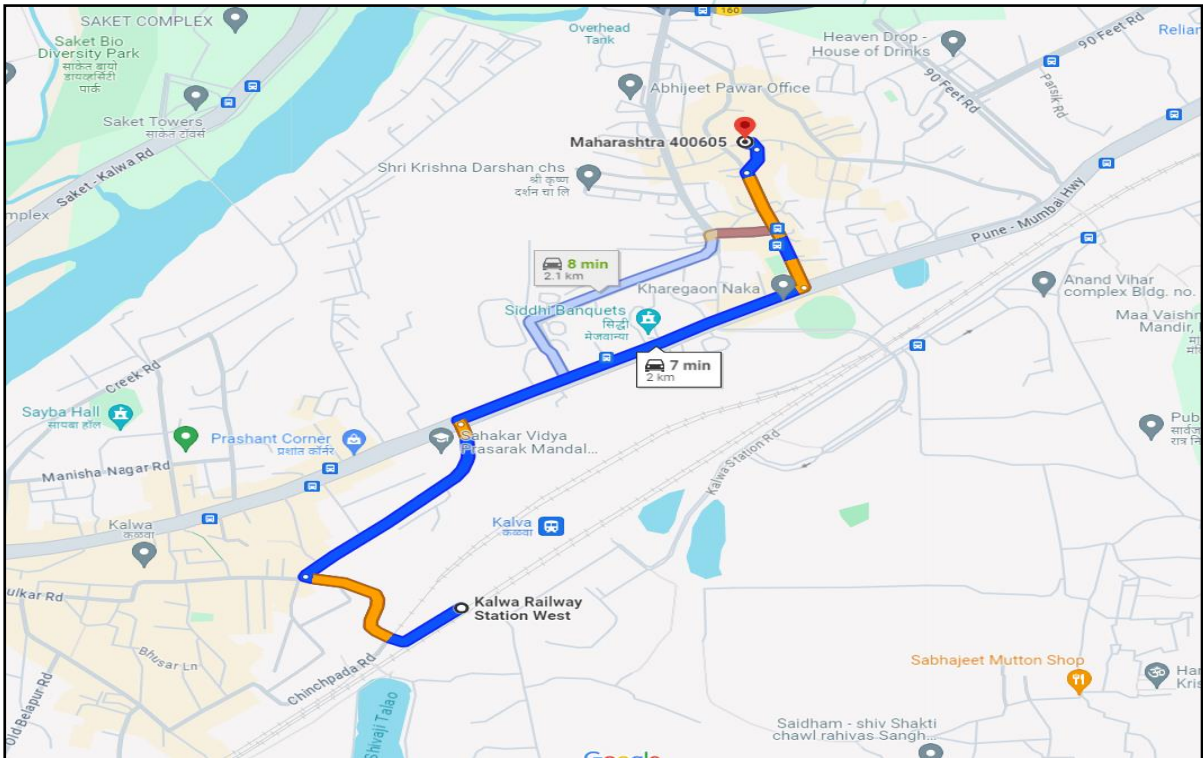 160
SAKET COMPLEX
Overhead
Tank
Heaven Drop -
House of Drinks
90 Feet Rd
Saket Bio
Diversity Park
साकेत बायो
डायव्हर्सिटी
पार्क
Abhijeet Pawar Office
90 Feet Rd
Parsik Rd
Saket Towers
साकेत टॉवर्स
Maharashtra 400605
Saket - Kalwa Rd
Shri Krishna Darshan chs
श्री कृष्ण
दर्शन चा लि
mplex
Pune - Mumbai Hwy
8 min
2.1 km
Kharegaon Naka
Anand Vihar
complex Bldg. no.
Siddhi Banquets
सिद्धी
मेजवान्या
Maa Vaishn
Mandir,
7 min
2 km
Creek Rd
Sayba Hall
सायबा हॉल
Prashant Corner
प्रशांत कॉर्नर
Sahakar Vidya
Prasarak Mandal...
Manisha Nagar Rd
Kalwa Station Rd
Kalwa
कळवा
Kalva
कळवा
ulkar Rd
Kalwa Railway
Station West
Bhusar Ln
Chinchpada Rd
Sabhajeet Mutton Shop
Old Belapur Rd
Shivaji Talao
Saidham - shiv Shakti
chawl rahivas Sangh...